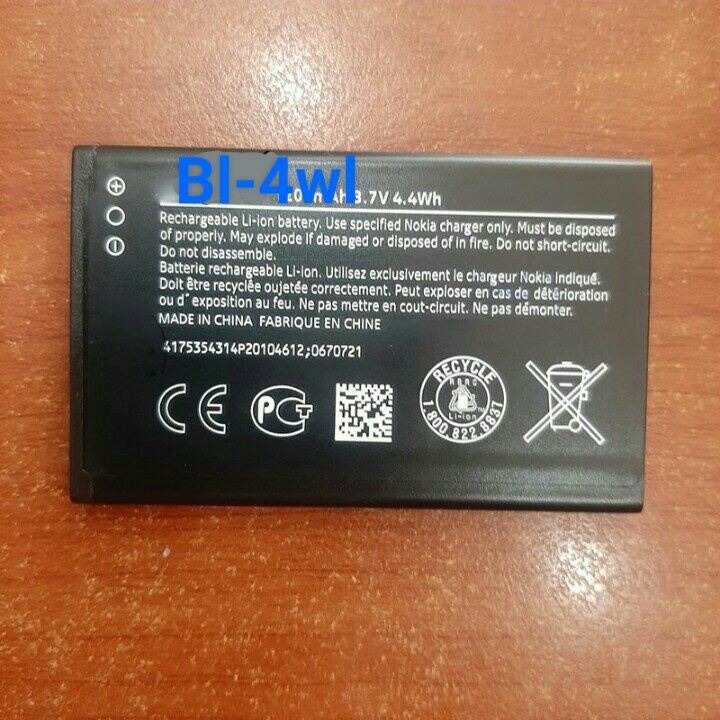 Bl-4wl
3.7V 4.4Wh
Rechargeable Li-ion battery. Use specified Nokia charger only. Must be disposed
of properly. May explode if damaged or disposed of in fire. Do not short-circuit.
Do not disassemble.
Batterie rechargeable Li-ion. Utilisez exclusivement le chargeur Nokia indiqué.
Doit être recyclée oujetée correctement. Peut exploser en cas de détérioration
ou d'exposition au feu. Ne pas mettre en cout-circuit. Ne pas démonter.
MADE IN CHINA FABRIQUE EN CHINE
4175354314P20104612;0670721
CE
PCT
RECYCLE
RBRC
Li-ion
1.800.822.8837